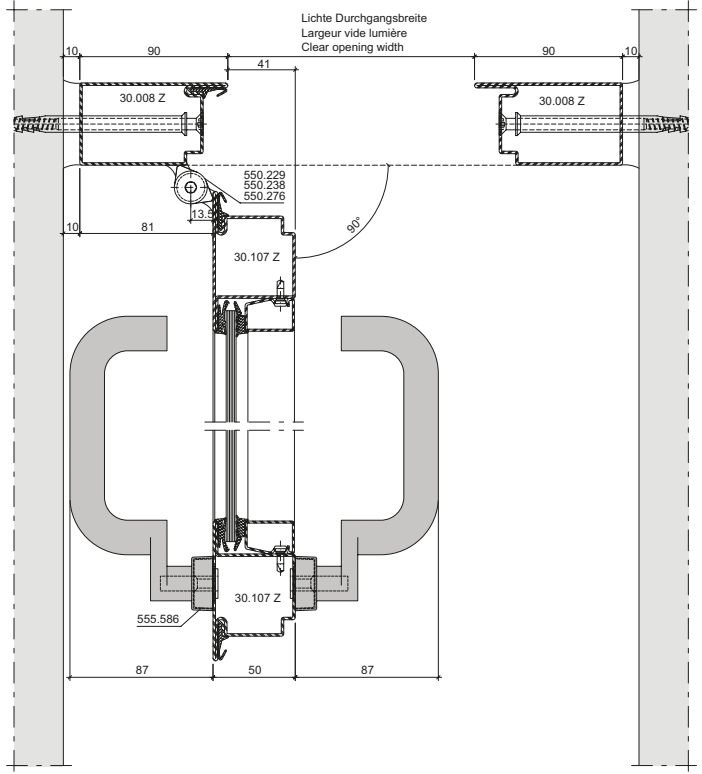 Lichte Durchgangsbreite
Largeur vide lumière
Clear opening width
10 90 90 10
41
30.008 Z 30.008 Z
550.229
550.238
550.276
13.5
10 81
90°
30.107 Z
30.107 Z
555.586
87 50 87